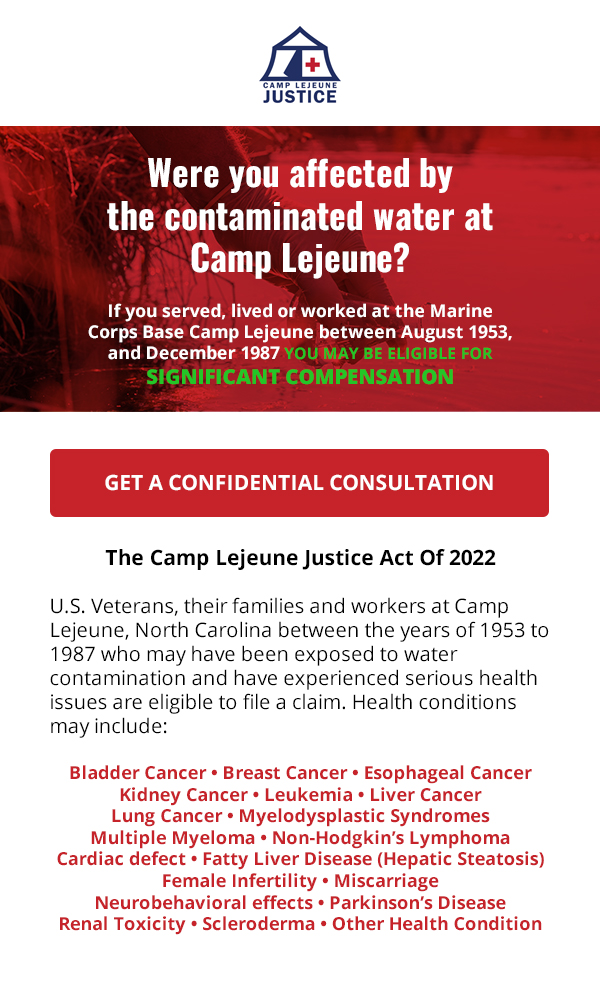 CAMP LEJEUNE
JUSTICE
Were you affected by
the contaminated water at
Camp Lejeune?
If you served, lived or worked at the Marine
Corps Base Camp Lejeune between August 1953,
and December 1987 YOU MAY BE ELIGIBLE FOR
SIGNIFICANT COMPENSATION
GET A CONFIDENTIAL CONSULTATION
The Camp Lejeune Justice Act Of 2022
U.S. Veterans, their families and workers at Camp
Lejeune, North Carolina between the years of 1953 to
1987 who may have been exposed to water
contamination and have experienced serious health
issues are eligible to file a claim. Health conditions
may include:
Bladder Cancer • Breast Cancer • Esophageal Cancer
Kidney Cancer • Leukemia • Liver Cancer
Lung Cancer • Myelodysplastic Syndromes
Multiple Myeloma • Non-Hodgkin’s Lymphoma
Cardiac defect • Fatty Liver Disease (Hepatic Steatosis)
Female Infertility • Miscarriage
Neurobehavioral effects • Parkinson’s Disease
Renal Toxicity • Scleroderma • Other Health Condition